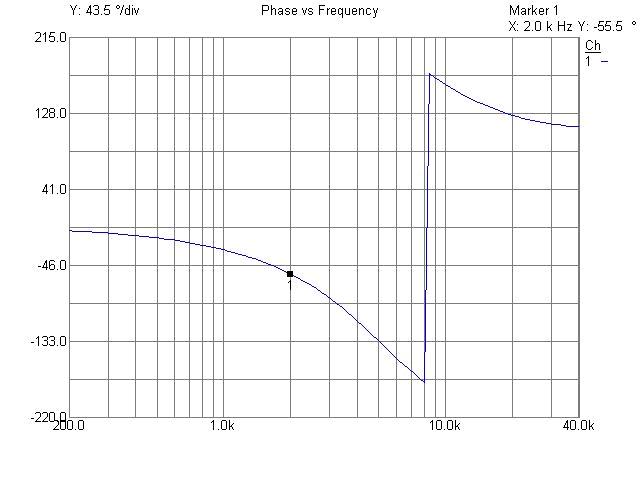 Y: 43.5 °/div Phase vs Frequency Marker 1
X: 2.0 k Hz Y: -55.5 °
215.0
Ch
1 –
128.0
41.0
-46.0
1
-133.0
-220.0
200.0 1.0k 10.0k 40.0k